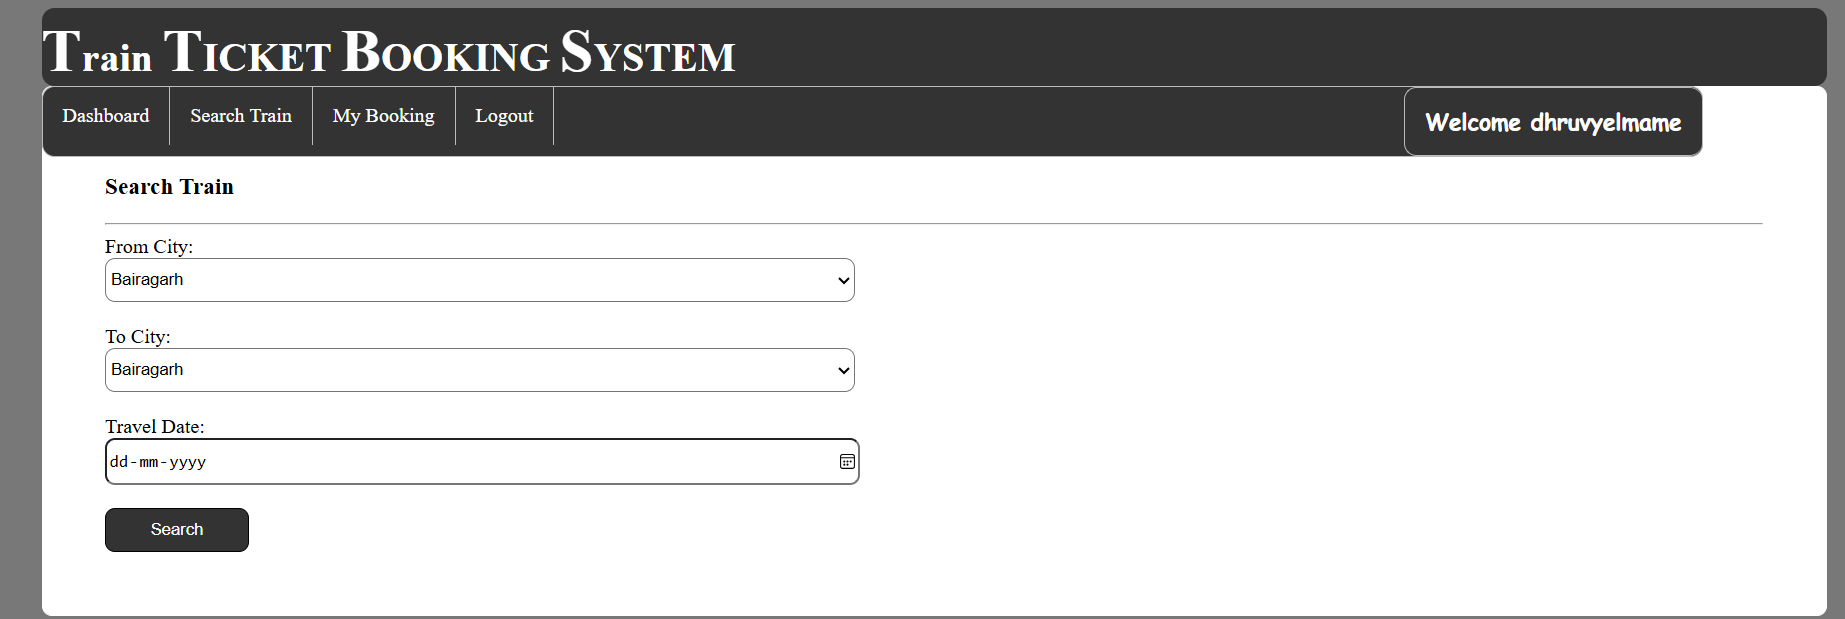 Train TICKET BOOKING SYSTEM
Dashboard Search Train My Booking Logout Welcome dhruvyelmame
Search Train
From City:
Bairagarh
To City:
Bairagarh
Travel Date:
dd-mm-yyyy
Search